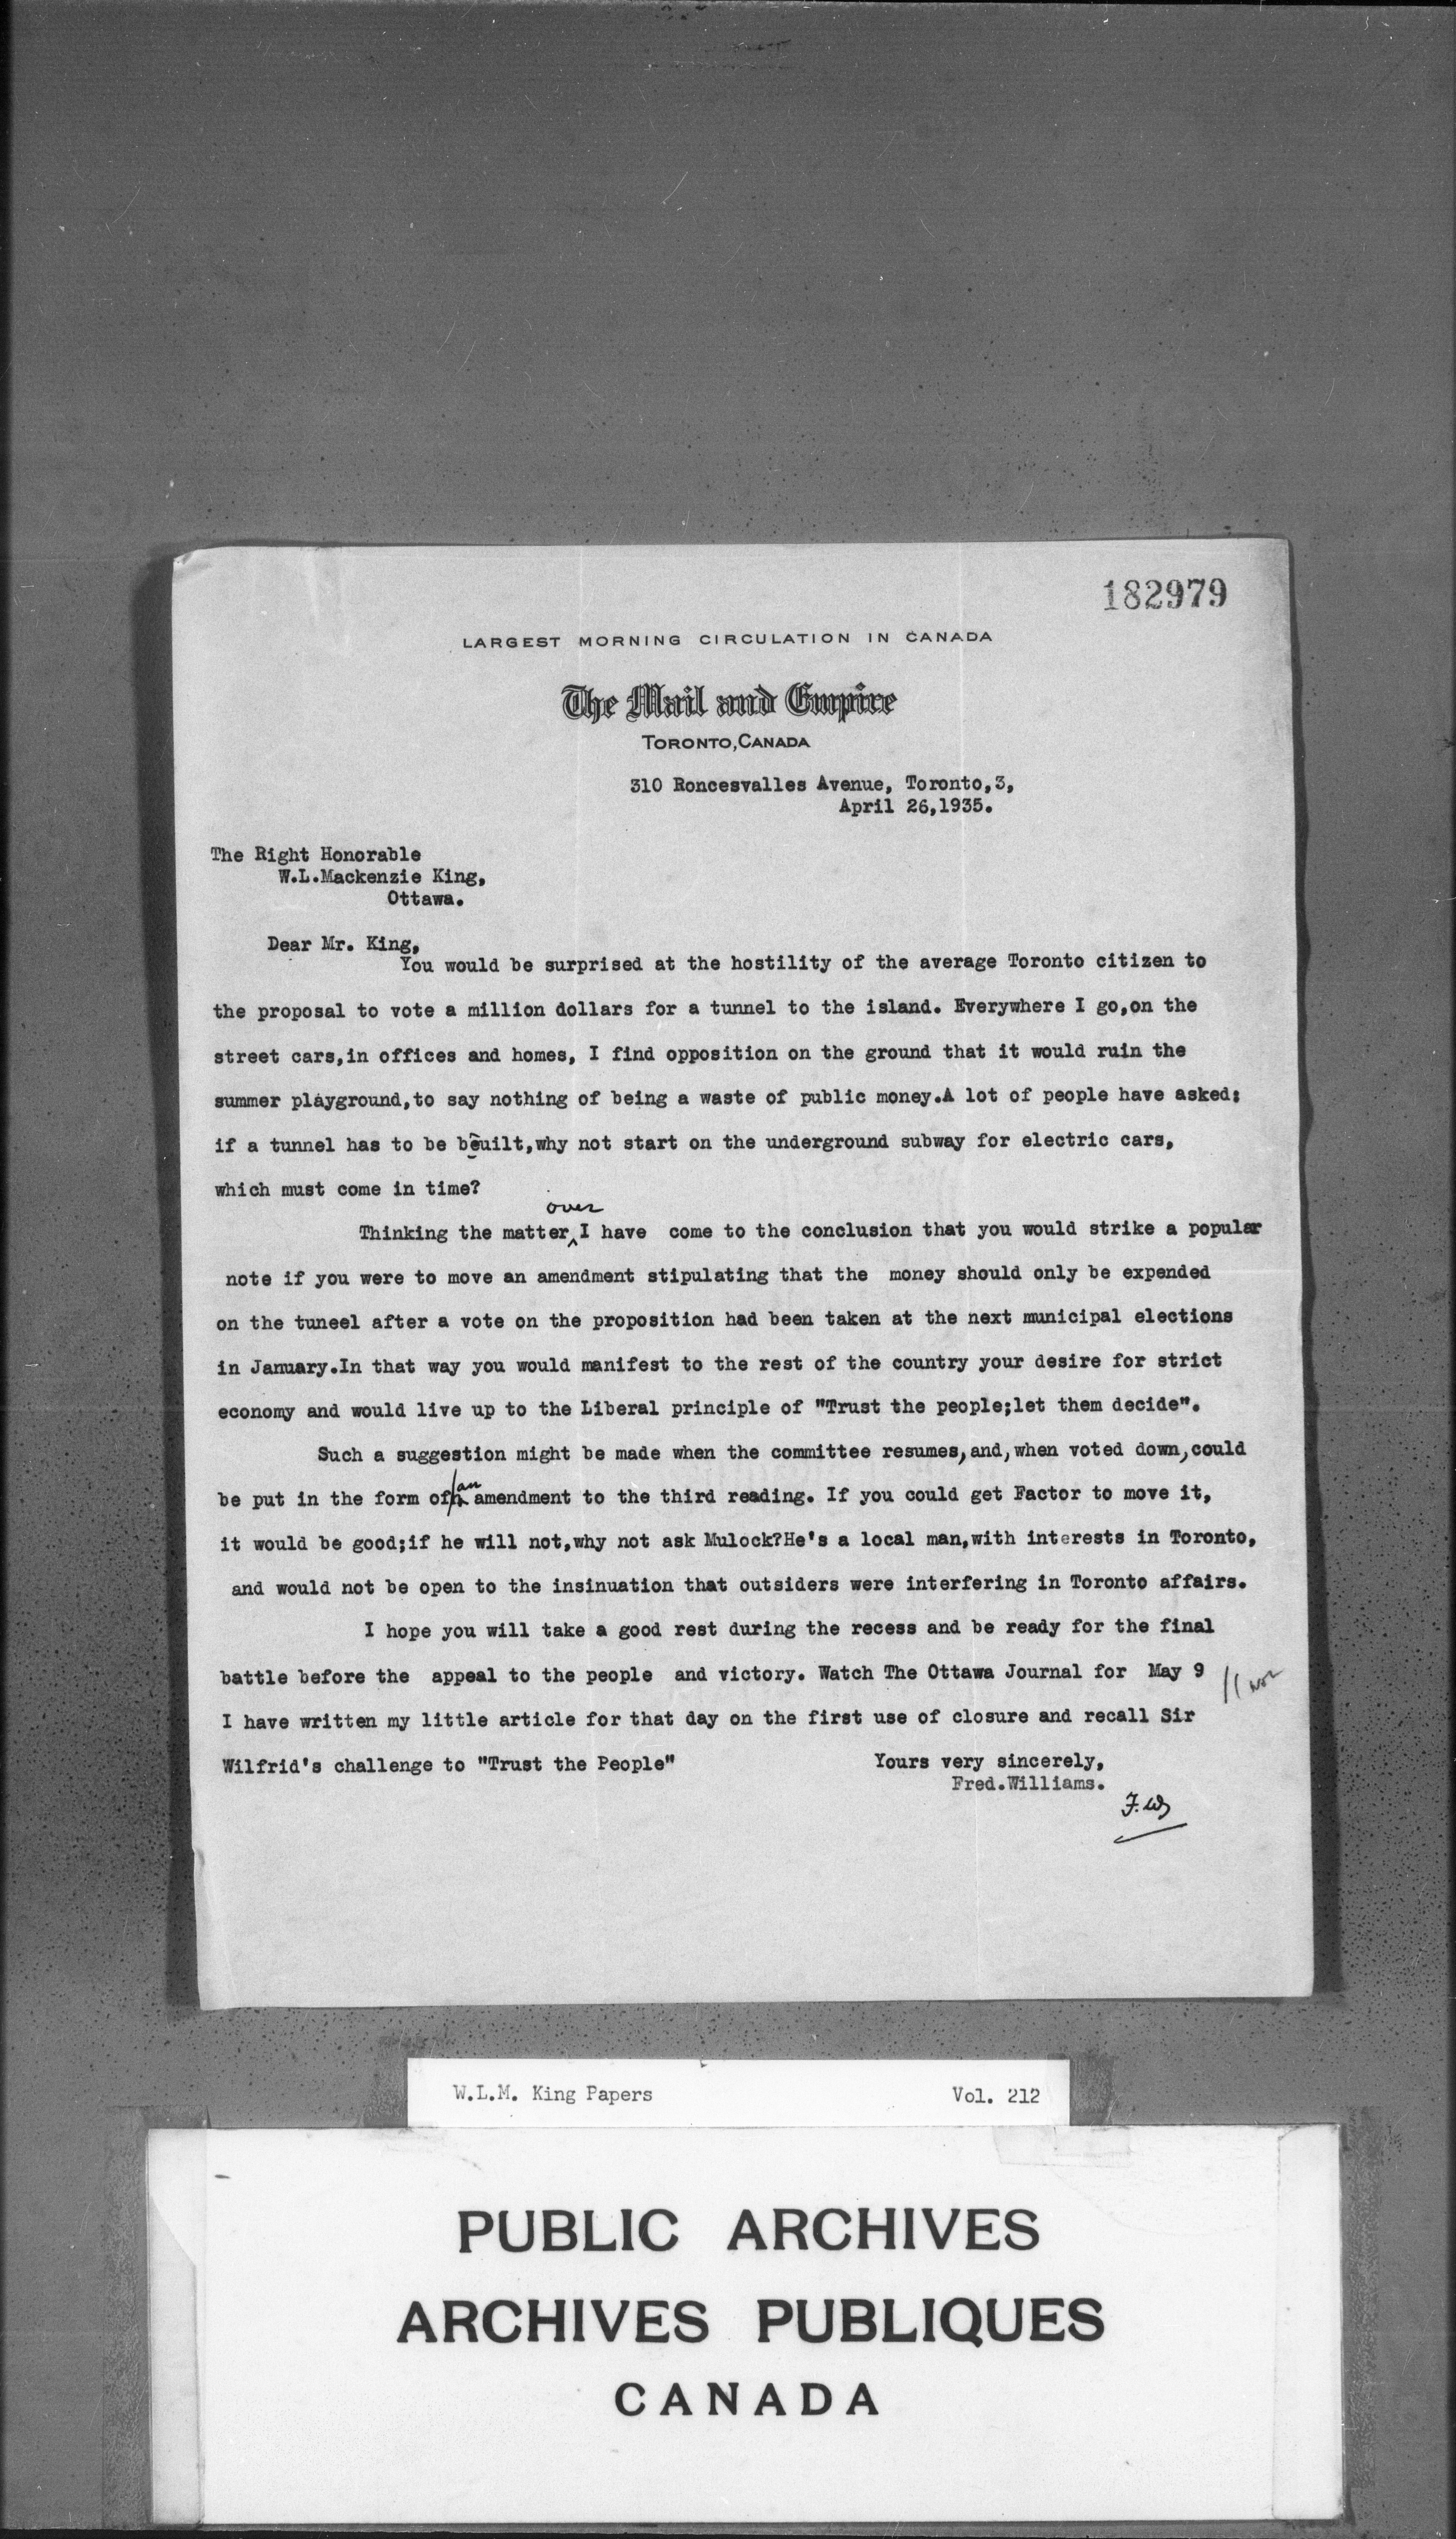 182979
LARGEST MORNING CIRCULATION IN CANADA
The Mail and Empire
TORONTO, CANADA
310 Roncesvalles Avenue, Toronto,3,
April 26,1935.
The Right Honorable
W.L.Mackenzie King,
Ottawa.
Dear Mr. King,
You would be surprised at the hostility of the average Toronto citizen to
the proposal to vote a million dollars for a tunnel to the island. Everywhere I go,on the
street cars,in offices and homes, I find opposition on the ground that it would ruin the
summer playground,to say nothing of being a waste of public money.A lot of people have asked:
if a tunnel has to be beuilt,why not start on the underground subway for electric cars,
which must come in time?
over
Thinking the matter^I have come to the conclusion that you would strike a popular
note if you were to move an amendment stipulating that the money should only be expended
on the tuneel after a vote on the proposition had been taken at the next municipal elections
in January.In that way you would manifest to the rest of the country your desire for strict
economy and would live up to the Liberal principle of "Trust the people;let them decide".
Such a suggestion might be made when the committee resumes,and,when voted down,could
be put in the form of an amendment to the third reading. If you could get Factor to move it,
it would be good;if he will not,why not ask Mulock?He's a local man,with interests in Toronto,
and would not be open to the insinuation that outsiders were interfering in Toronto affairs.
I hope you will take a good rest during the recess and be ready for the final
battle before the appeal to the people and victory. Watch The Ottawa Journal for May 9
I have written my little article for that day on the first use of closure and recall Sir
Wilfrid's challenge to "Trust the People"
Yours very sincerely,
Fred.Williams.
F.W
W.L.M. King Papers Vol. 212
PUBLIC ARCHIVES
ARCHIVES PUBLIQUES
CANADA